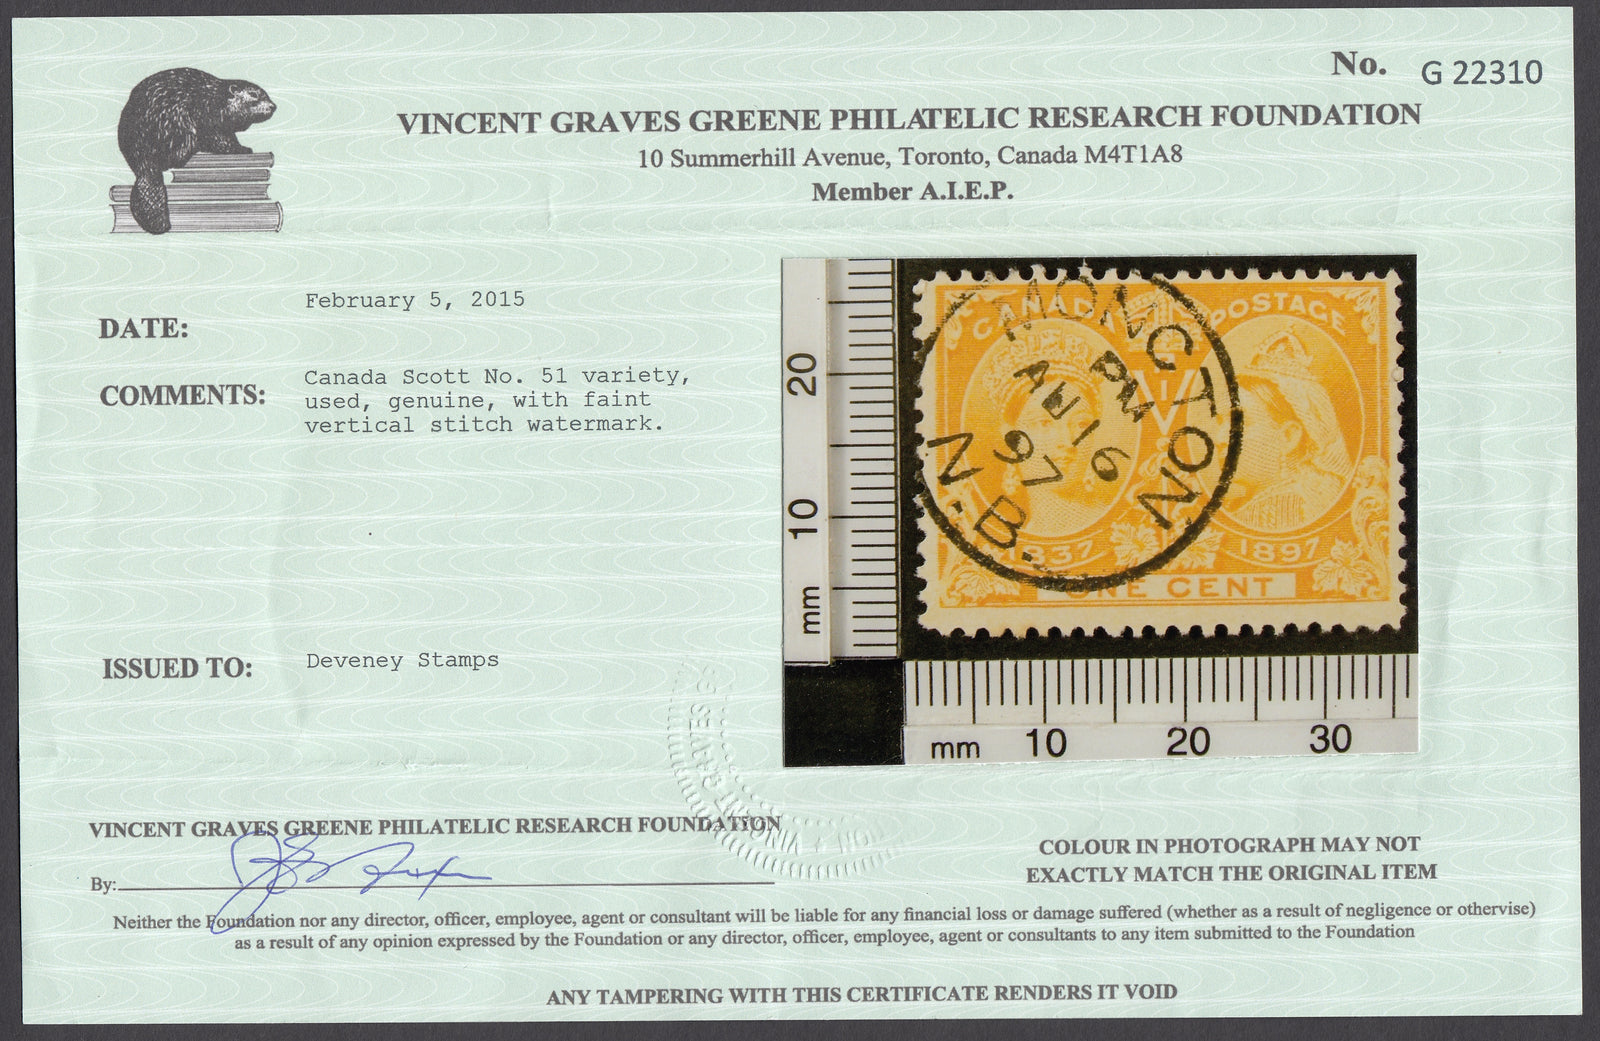 No. G 22310
VINCENT GRAVES GREENE PHILATELIC RESEARCH FOUNDATION
10 Summerhill Avenue, Toronto, Canada M4T1A8
Member A.I.E.P.
DATE:
February 5, 2015
COMMENTS:
Canada Scott No. 51 variety,
used, genuine, with faint
vertical stitch watermark.
ISSUED TO:
Deveney Stamps
20
10
mm
CANADA POSTAGE
MONCTON
PM
AU 16
97
N.B.
1837 1897
ONE CENT
mm 10 20 30
VINCENT GRAVES GREENE PHILATELIC RESEARCH FOUNDATION
By:
COLOUR IN PHOTOGRAPH MAY NOT
EXACTLY MATCH THE ORIGINAL ITEM
Neither the Foundation nor any director, officer, employee, agent or consultant will be liable for any financial loss or damage suffered (whether as a result of negligence or othervise)
as a result of any opinion expressed by the Foundation or any director, officer, employee, agent or consultants to any item submitted to the Foundation
ANY TAMPERING WITH THIS CERTIFICATE RENDERS IT VOID